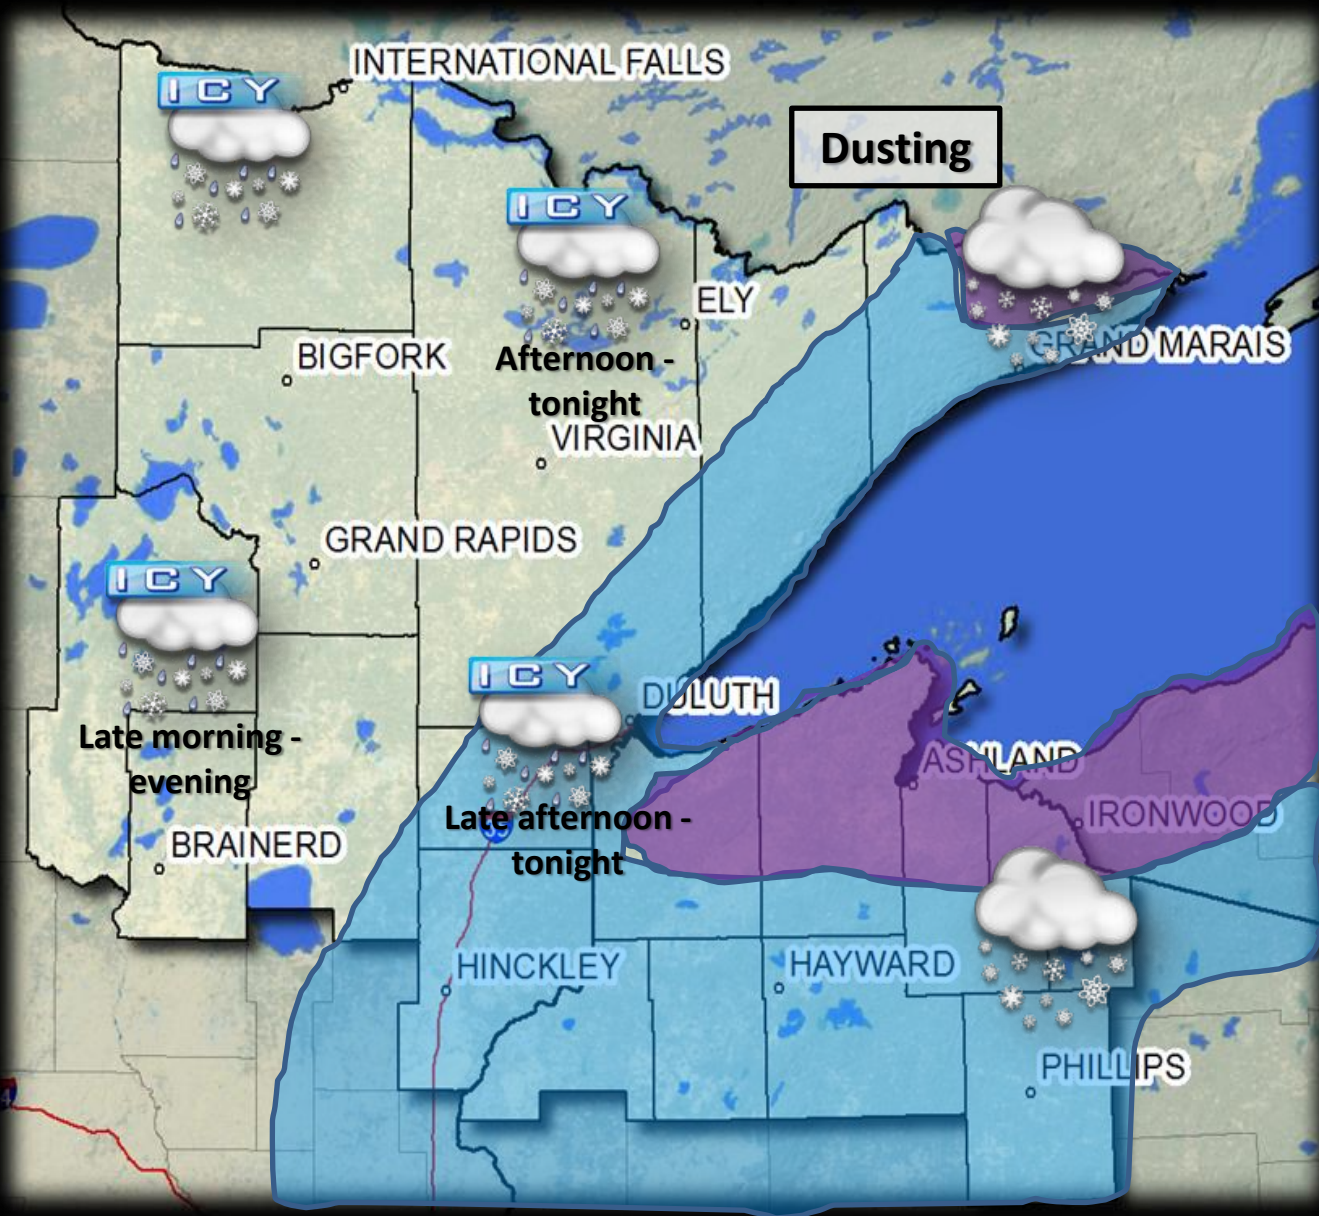 INTERNATIONAL FALLS
ICY
Dusting
ICY
ELY
GRAND MARAIS
BIGFORK
Afternoon -
tonight
VIRGINIA
GRAND RAPIDS
ICY
ICY
DULUTH
Late morning -
evening
ASHLAND
Late afternoon -
tonight
IRONWOOD
BRAINERD
HINCKLEY
HAYWARD
PHILLIPS